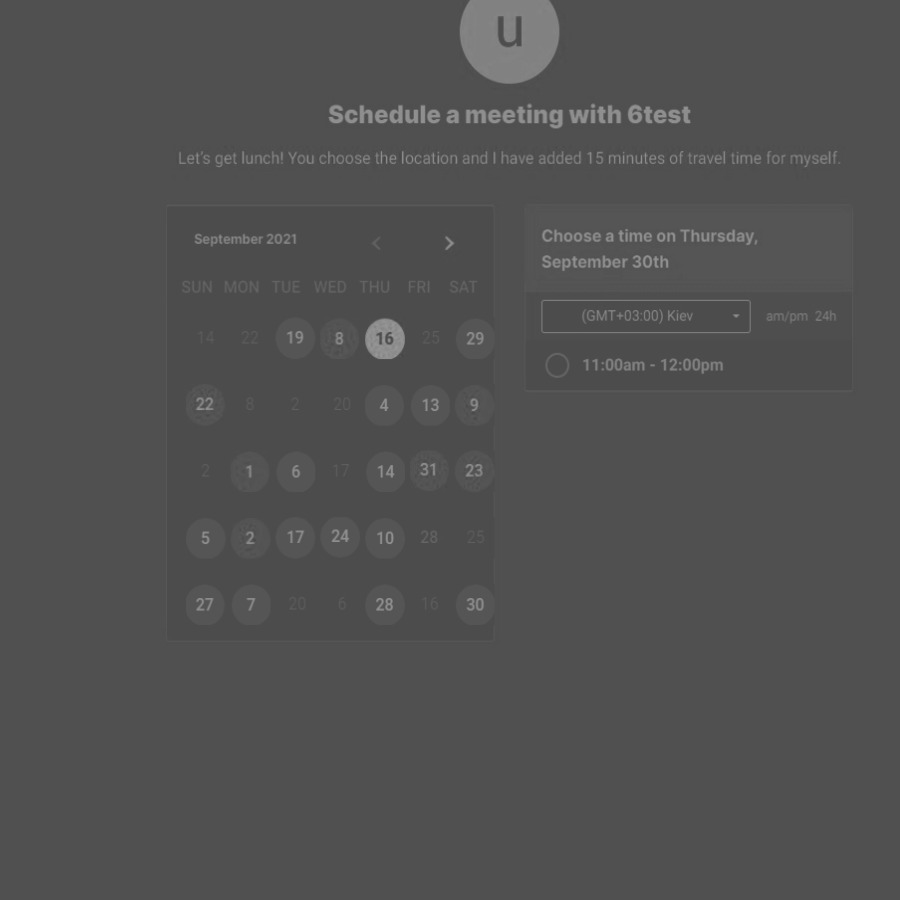 u
Schedule a meeting with 6test
Let's get lunch! You choose the location and I have added 15 minutes of travel time for myself.
September 2021
SUN MON TUE WED THU FRI SAT
14 22 19 8 16 25 29
22 8 2 20 4 13 9
2 1 6 17 14 31 23
5 2 17 24 10 28 25
27 7 20 6 28 16 30
Choose a time on Thursday,
September 30th
(GMT+03:00) Kiev am/pm 24h
11:00am - 12:00pm